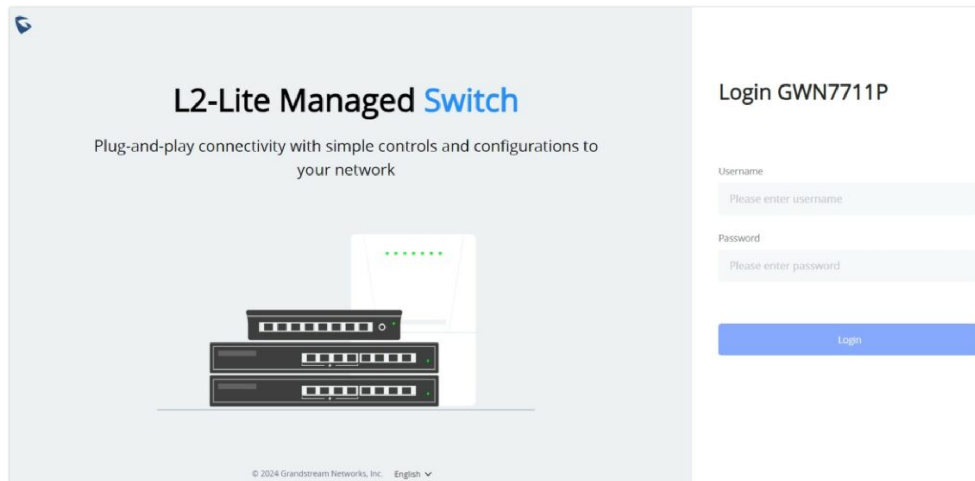 L2-Lite Managed Switch
Plug-and-play connectivity with simple controls and configurations to
your network
© 2024 Grandstream Networks, Inc. English
Login GWN7711P
Username
Please enter username
Password
Please enter password
Login